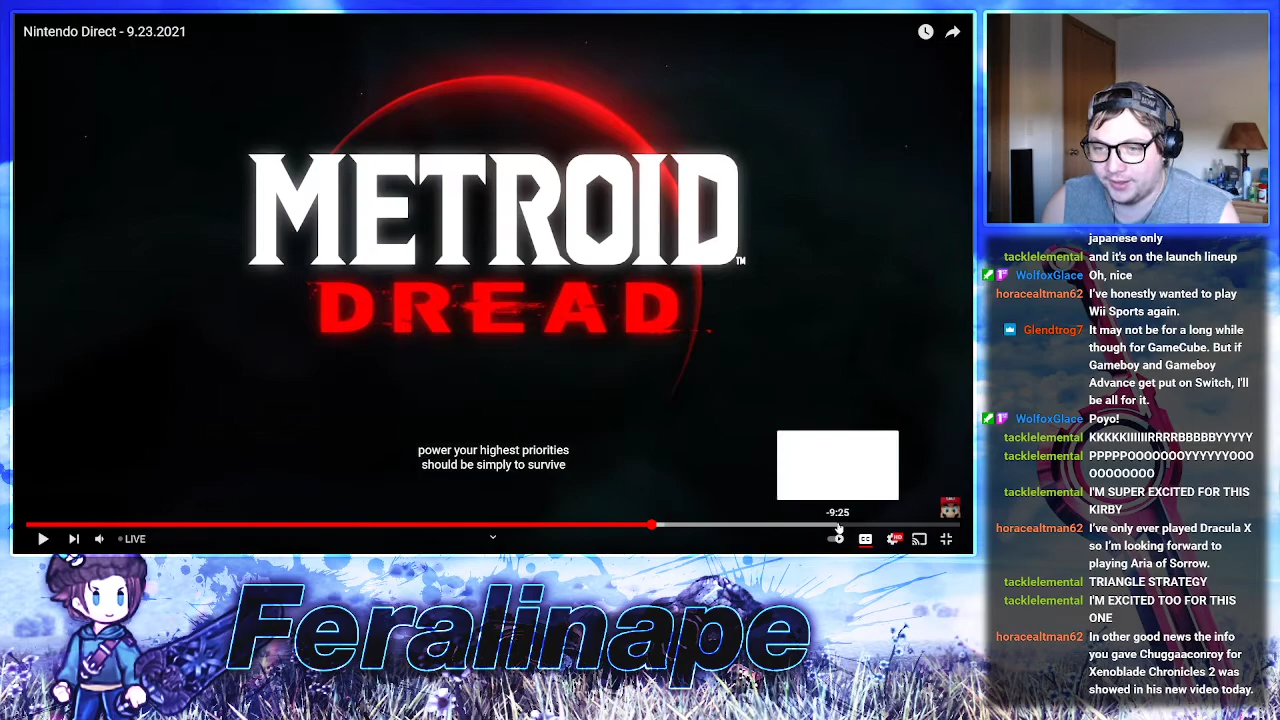 Nintendo Direct - 9.23.2021
METROID™
DREAD
power your highest priorities
should be simply to survive
-9:25
LIVE
CC
HD
japanese only
tacklelemental and it's on the launch lineup
WolfoxGlace Oh, nice
horacealtman62 I've honestly wanted to play
Wii Sports again.
Glendtrog7 It may not be for a long while
though for GameCube. But if
Gameboy and Gameboy
Advance get put on Switch, I'll
be all for it.
WolfoxGlace Poyo!
tacklelemental KKKKKIIIIIIRRRRBBBBBYYYYY
tacklelemental PPPPPOOOOOOOYYYYYYOOO
OOOOOOOO
tacklelemental I'M SUPER EXCITED FOR THIS
KIRBY
horacealtman62 I've only ever played Dracula X
so I'm looking forward to
playing Aria of Sorrow.
tacklelemental TRIANGLE STRATEGY
tacklelemental I'M EXCITED TOO FOR THIS
ONE
horacealtman62 In other good news the info
you gave Chuggaaconroy for
Xenoblade Chronicles 2 was
showed in his new video today.
Feralinape